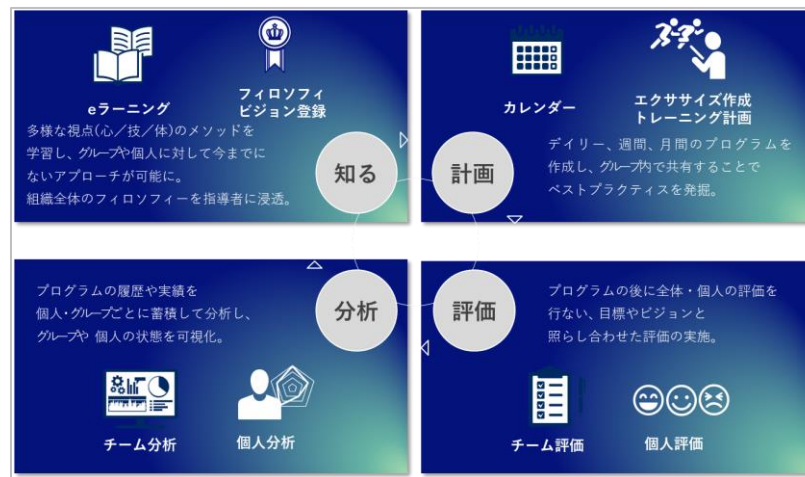 eラーニング
フィロソフィ
ビジョン登録
多様な視点(心／技／体)のメソッドを
学習し、グループや個人に対して今までに
ないアプローチが可能に。
組織全体のフィロソフィーを指導者に浸透。
知る
カレンダー
エクササイズ作成
トレーニング計画
デイリー、週間、月間のプログラムを
作成し、グループ内で共有することで
ベストプラクティスを発掘。
計画
プログラムの履歴や実績を
個人・グループごとに蓄積して分析し、
グループや 個人の状態を可視化。
分析
チーム分析
個人分析
プログラムの後に全体・個人の評価を
行ない、目標やビジョンと
照らし合わせた評価の実施。
評価
チーム評価
個人評価